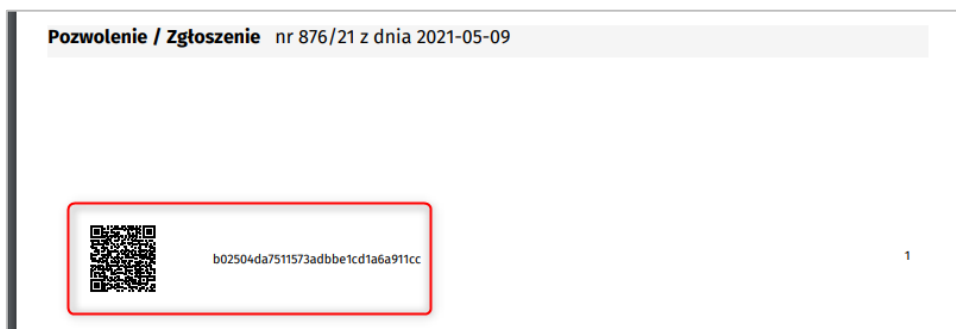 Pozwolenie / Zgłoszenie nr 876/21 z dnia 2021-05-09
b02504da7511573adbbe1cd1a6a911cc
1